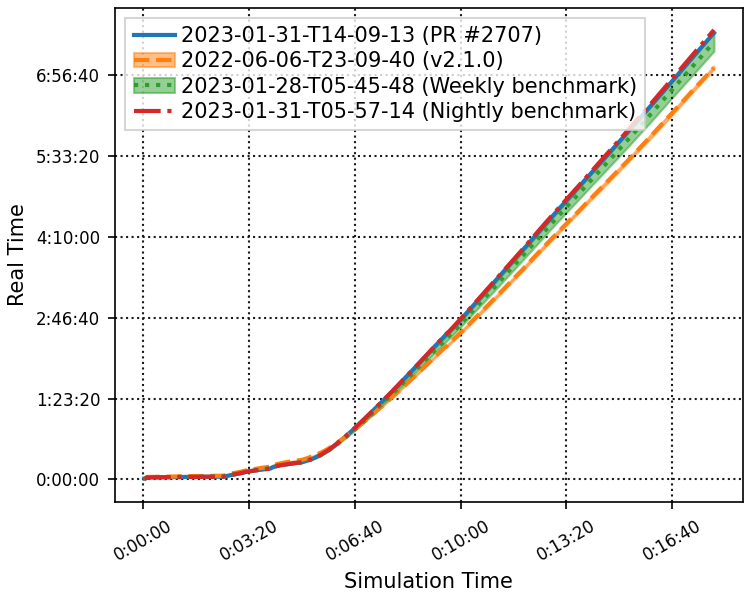 2023-01-31-T14-09-13 (PR #2707)
2022-06-06-T23-09-40 (v2.1.0)
2023-01-28-T05-45-48 (Weekly benchmark)
2023-01-31-T05-57-14 (Nightly benchmark)
Real Time
6:56:40
5:33:20
4:10:00
2:46:40
1:23:20
0:00:00
0:00:00
0:03:20
0:06:40
0:10:00
0:13:20
0:16:40
Simulation Time